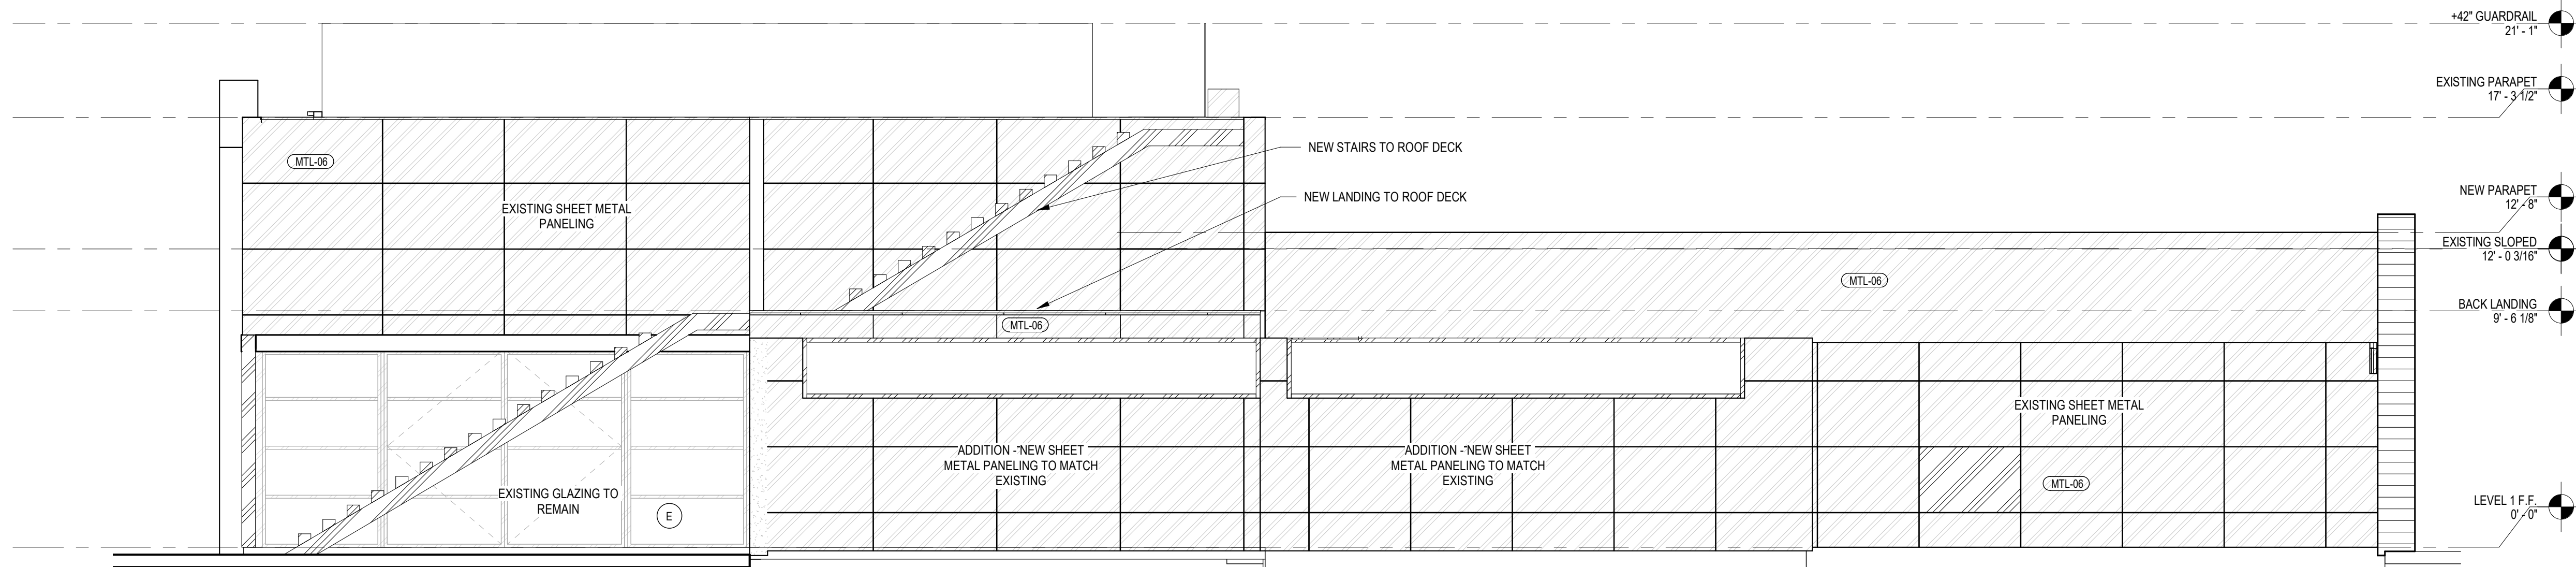 +42" GUARDRAIL
21' - 1"
EXISTING PARAPET
17' - 3 1/2"
NEW STAIRS TO ROOF DECK
MTL-06
NEW PARAPET
12' - 8"
NEW LANDING TO ROOF DECK
EXISTING SHEET METAL
PANELING
EXISTING SLOPED
12' - 0 3/16"
MTL-06
BACK LANDING
9' - 6 1/8"
MTL-06
EXISTING SHEET METAL
PANELING
ADDITION - NEW SHEET
METAL PANELING TO MATCH
EXISTING
ADDITION - NEW SHEET
METAL PANELING TO MATCH
EXISTING
MTL-06
EXISTING GLAZING TO
REMAIN
E
LEVEL 1 F.F.
0' - 0"